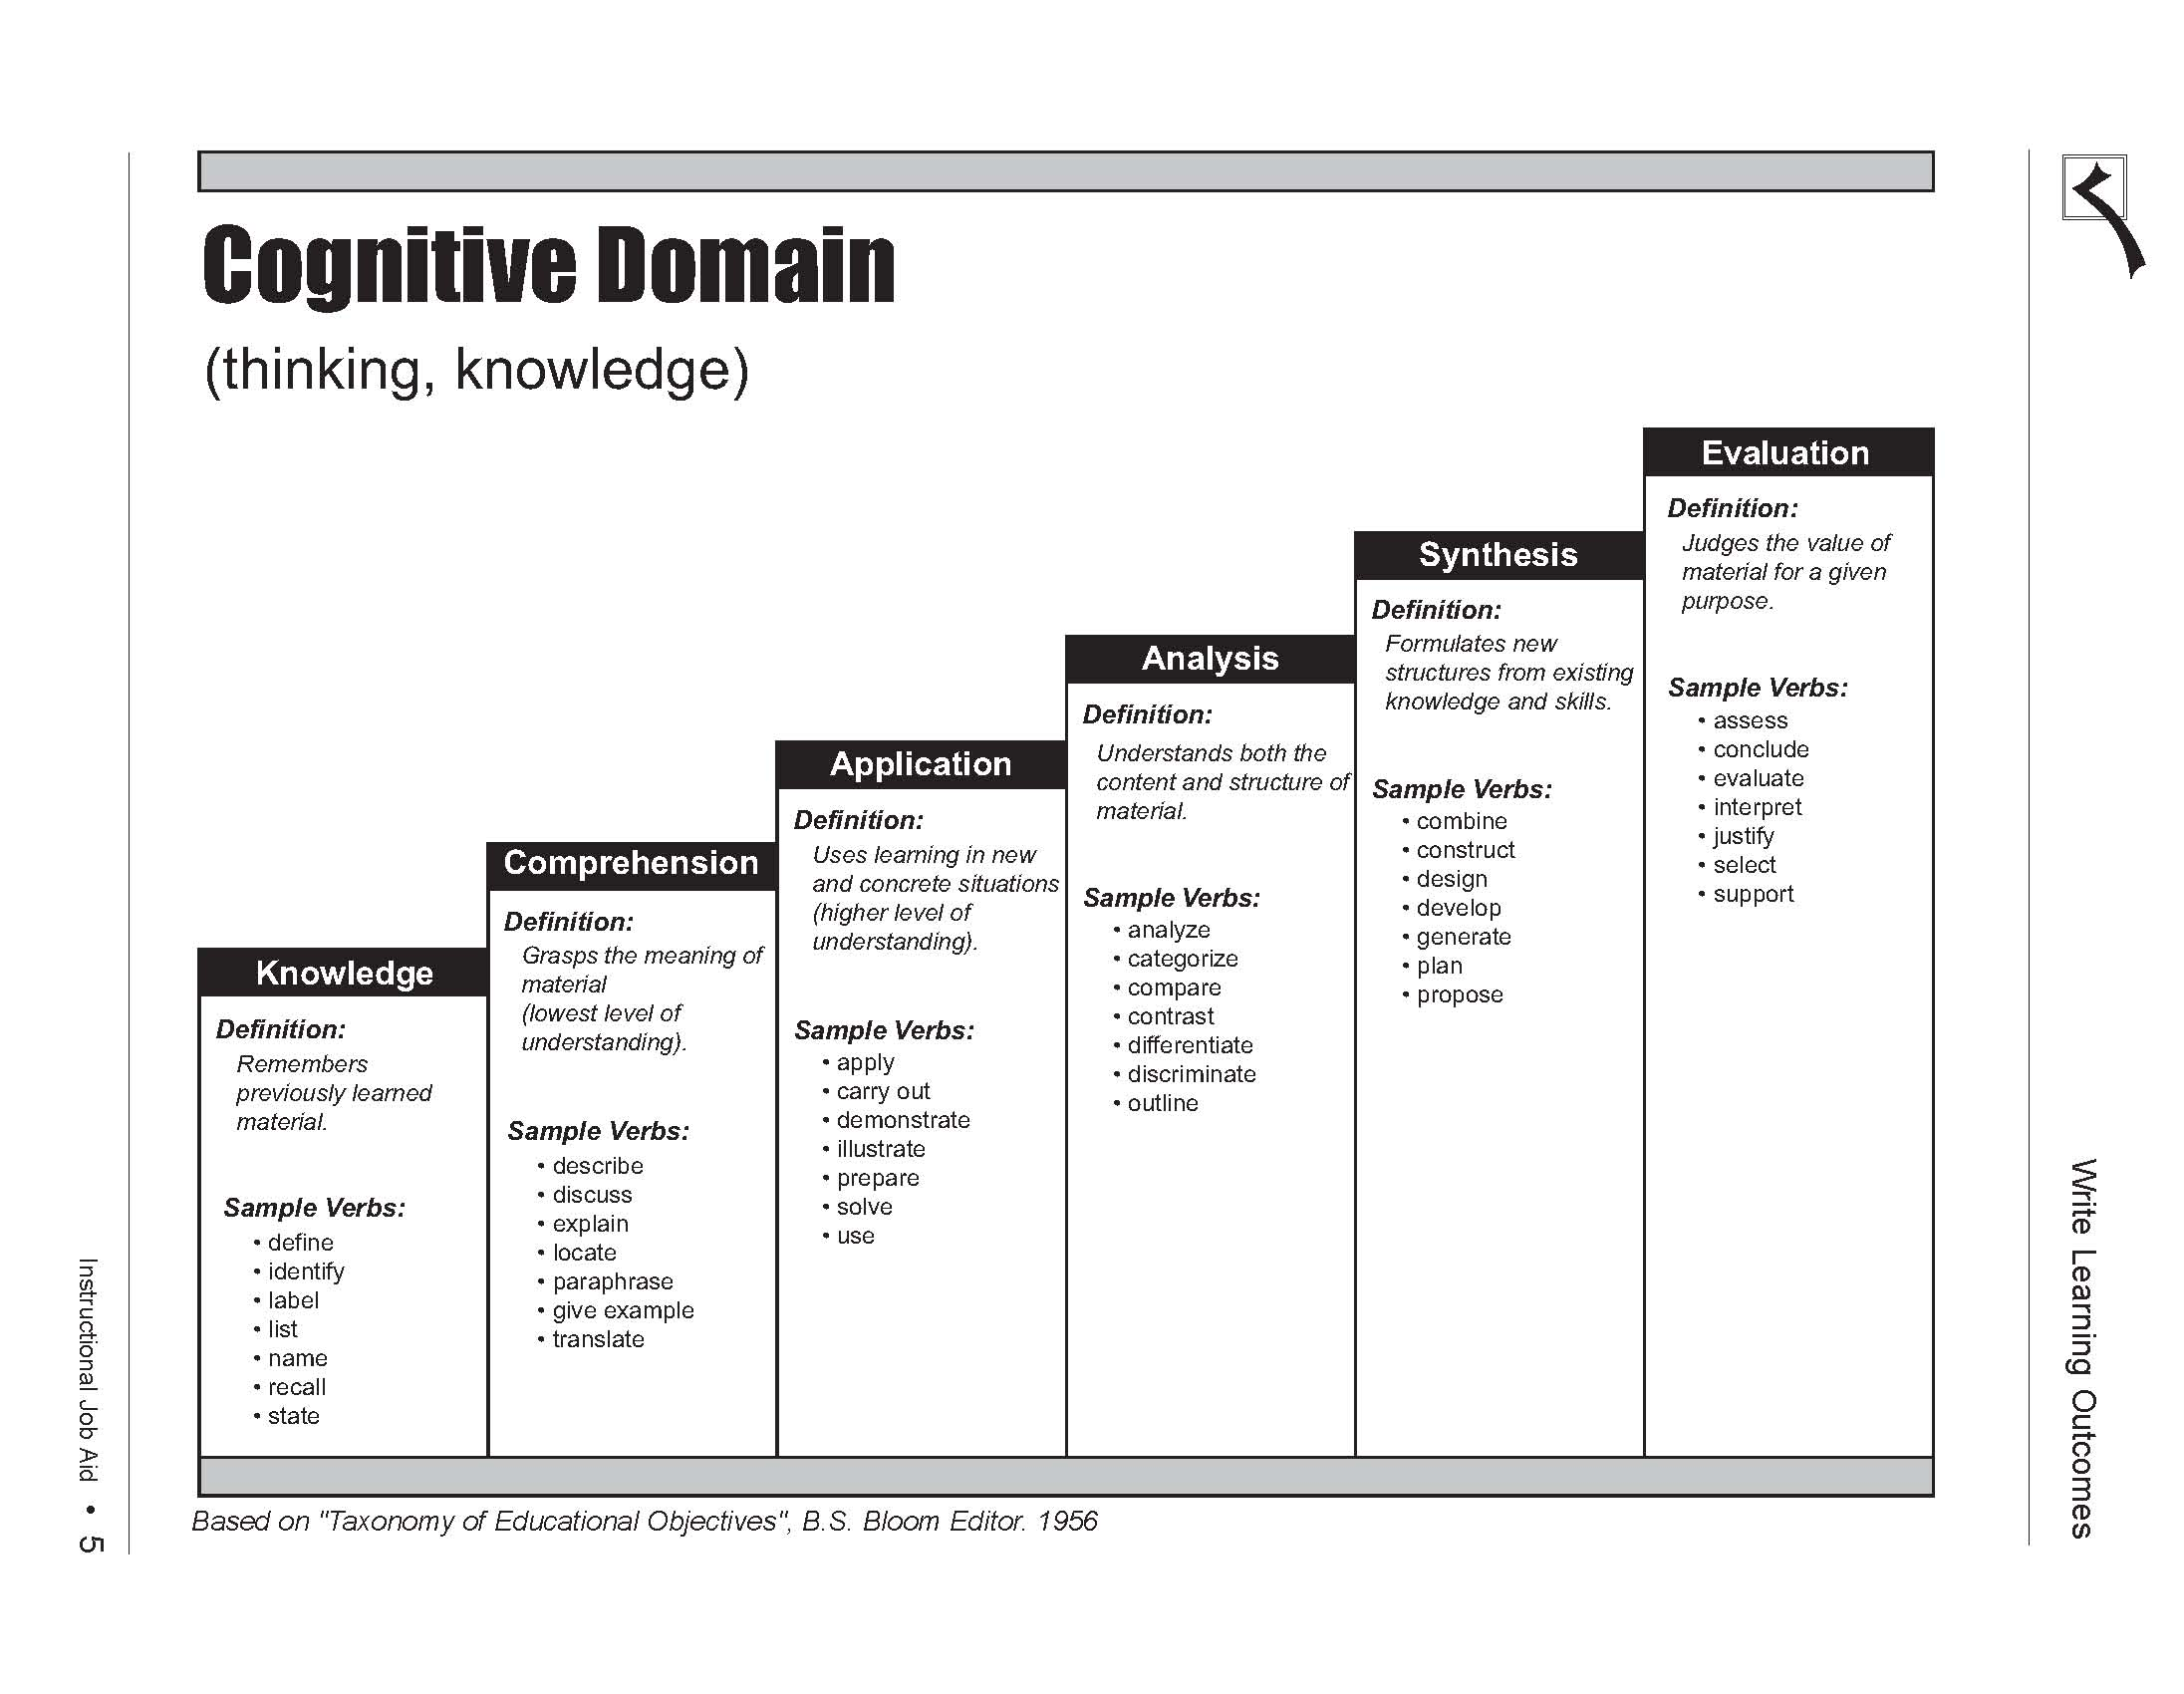 Cognitive Domain
(thinking, knowledge)
Knowledge
Definition:
Remembers
previously learned
material.
Sample Verbs:
• define
• identify
• label
• list
• name
• recall
• state
Comprehension
Definition:
Grasps the meaning of
material
(lowest level of
understanding).
Sample Verbs:
• describe
• discuss
• explain
• locate
• paraphrase
• give example
• translate
Application
Definition:
Uses learning in new
and concrete situations
(higher level of
understanding).
Sample Verbs:
• apply
• carry out
• demonstrate
• illustrate
• prepare
• solve
• use
Analysis
Definition:
Understands both the
content and structure of
material.
Sample Verbs:
• analyze
• categorize
• compare
• contrast
• differentiate
• discriminate
• outline
Synthesis
Definition:
Formulates new
structures from existing
knowledge and skills.
Sample Verbs:
• combine
• construct
• design
• develop
• generate
• plan
• propose
Evaluation
Definition:
Judges the value of
material for a given
purpose.
Sample Verbs:
• assess
• conclude
• evaluate
• interpret
• justify
• select
• support
Based on "Taxonomy of Educational Objectives", B.S. Bloom Editor. 1956
Instructional Job Aid • 5
Write Learning Outcomes